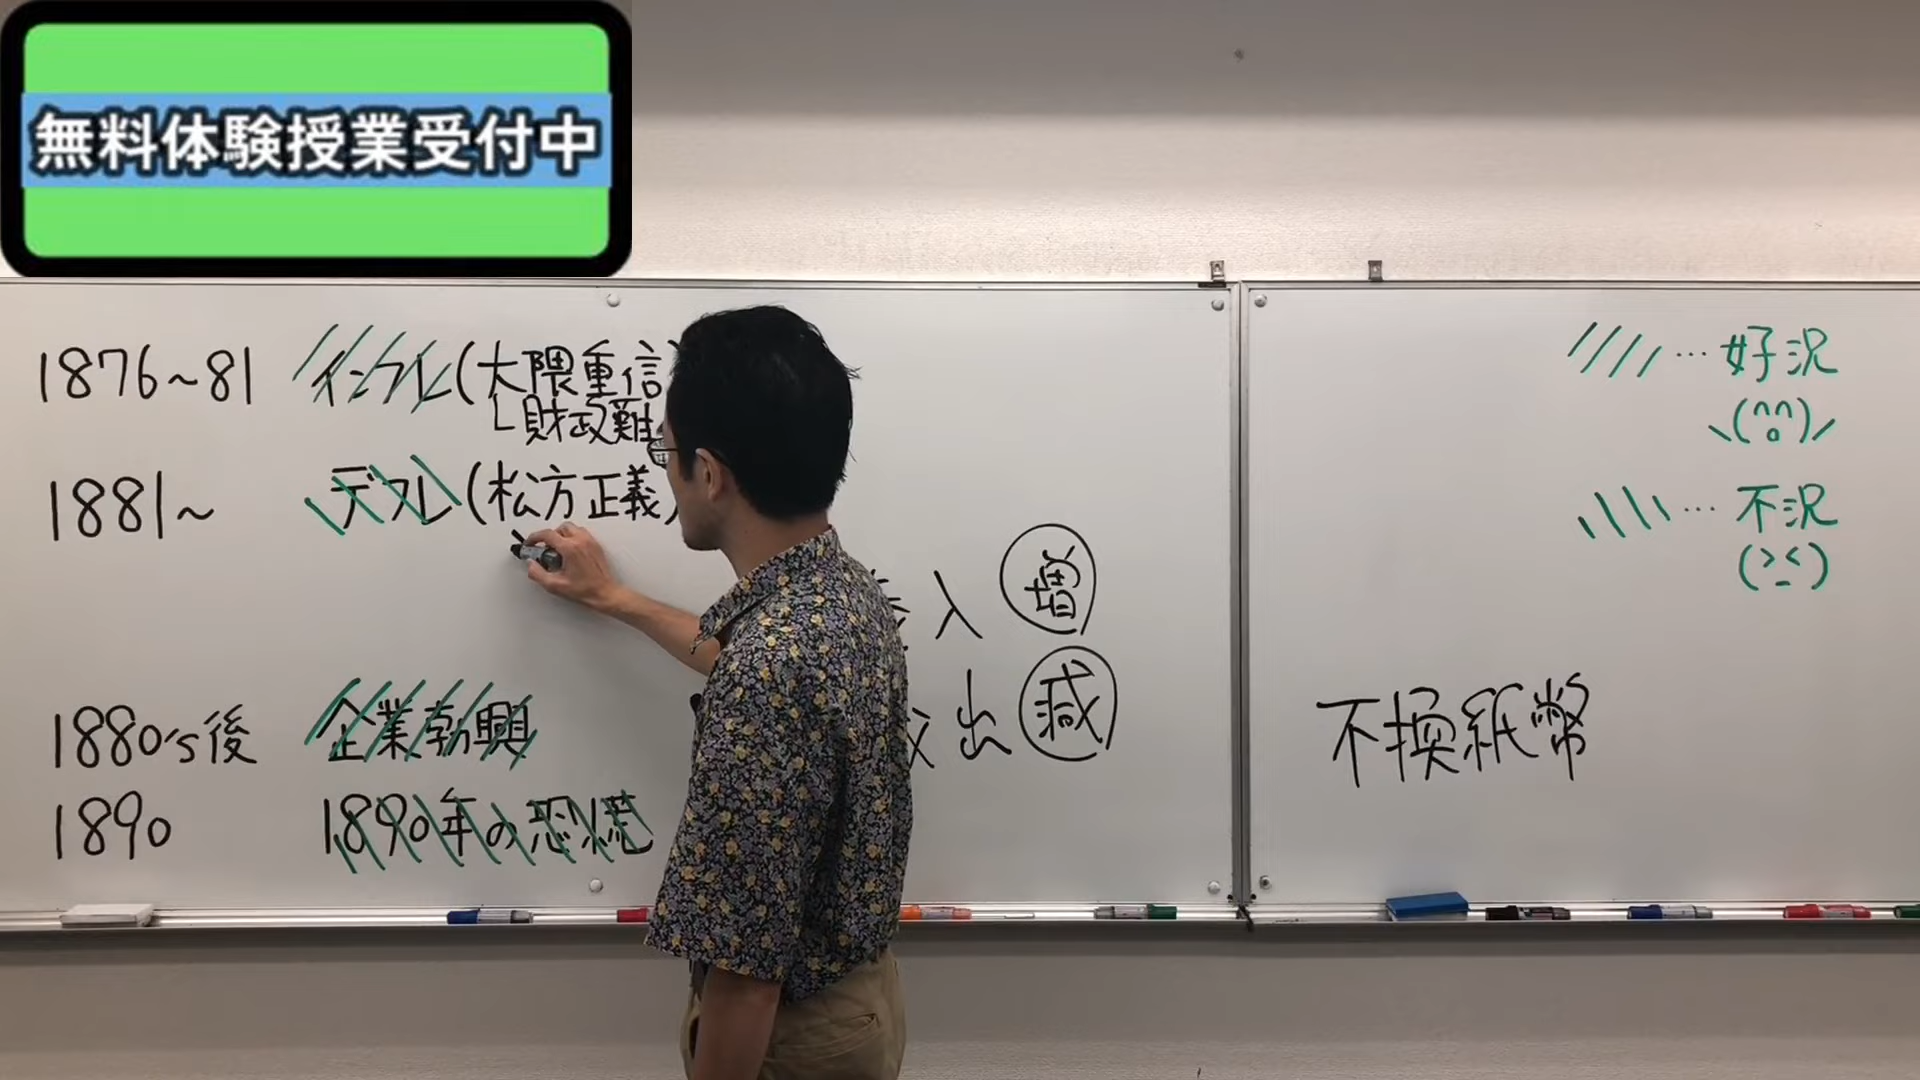 無料体験授業受付中
1876~81 インフレ(大隈重信)
└財政難
1881~ デフレ(松方正義)
入 増
出 減
1880's後 企業勃興
1890 1890年の恐慌
…好況
\(^o^)/
…不況
(>_<)
不換紙幣